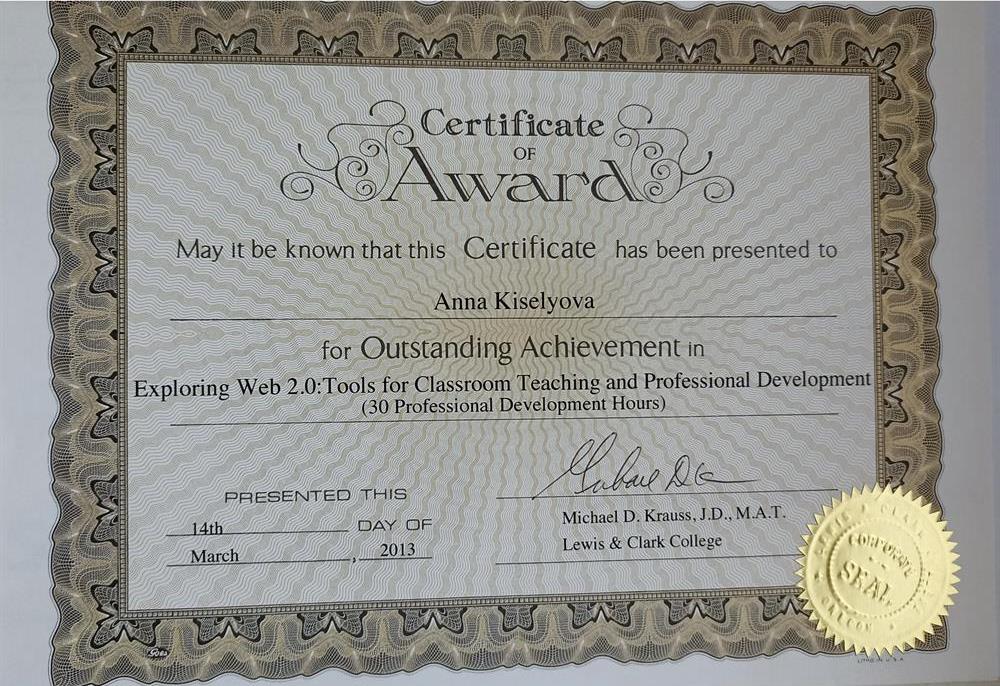 Certificate
OF
Award
May it be known that this Certificate has been presented to
Anna Kiselyova
for Outstanding Achievement in
Exploring Web 2.0:Tools for Classroom Teaching and Professional Development
(30 Professional Development Hours)
PRESENTED THIS
14th DAY OF
March, 2013
Michael D. Krauss, J.D., M.A.T.
Lewis & Clark College
CORPORATE
SEAL
LITHO IN U.S.A.